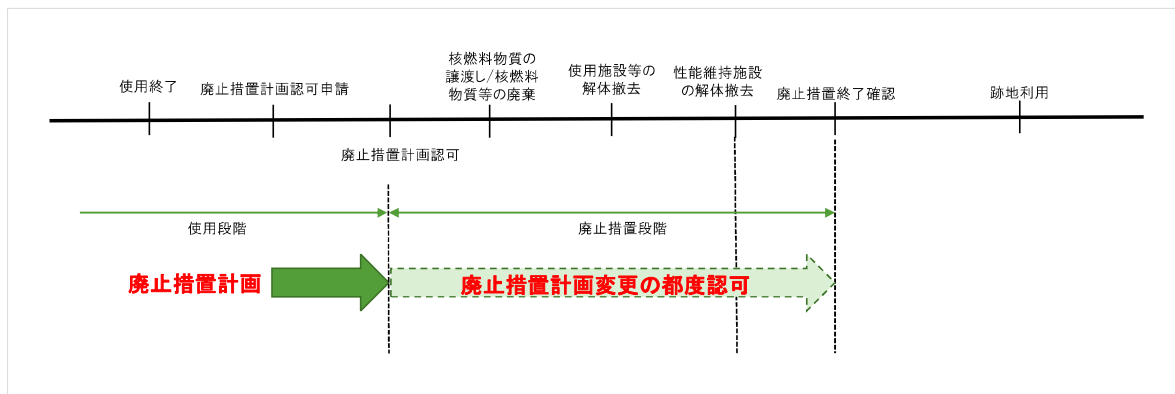 使用終了
廃止措置計画認可申請
廃止措置計画認可
核燃料物質の
譲渡し/核燃料
物質等の廃棄
使用施設等の
解体撤去
性能維持施設
の解体撤去
廃止措置終了確認
跡地利用
使用段階
廃止措置段階
廃止措置計画
廃止措置計画変更の都度認可